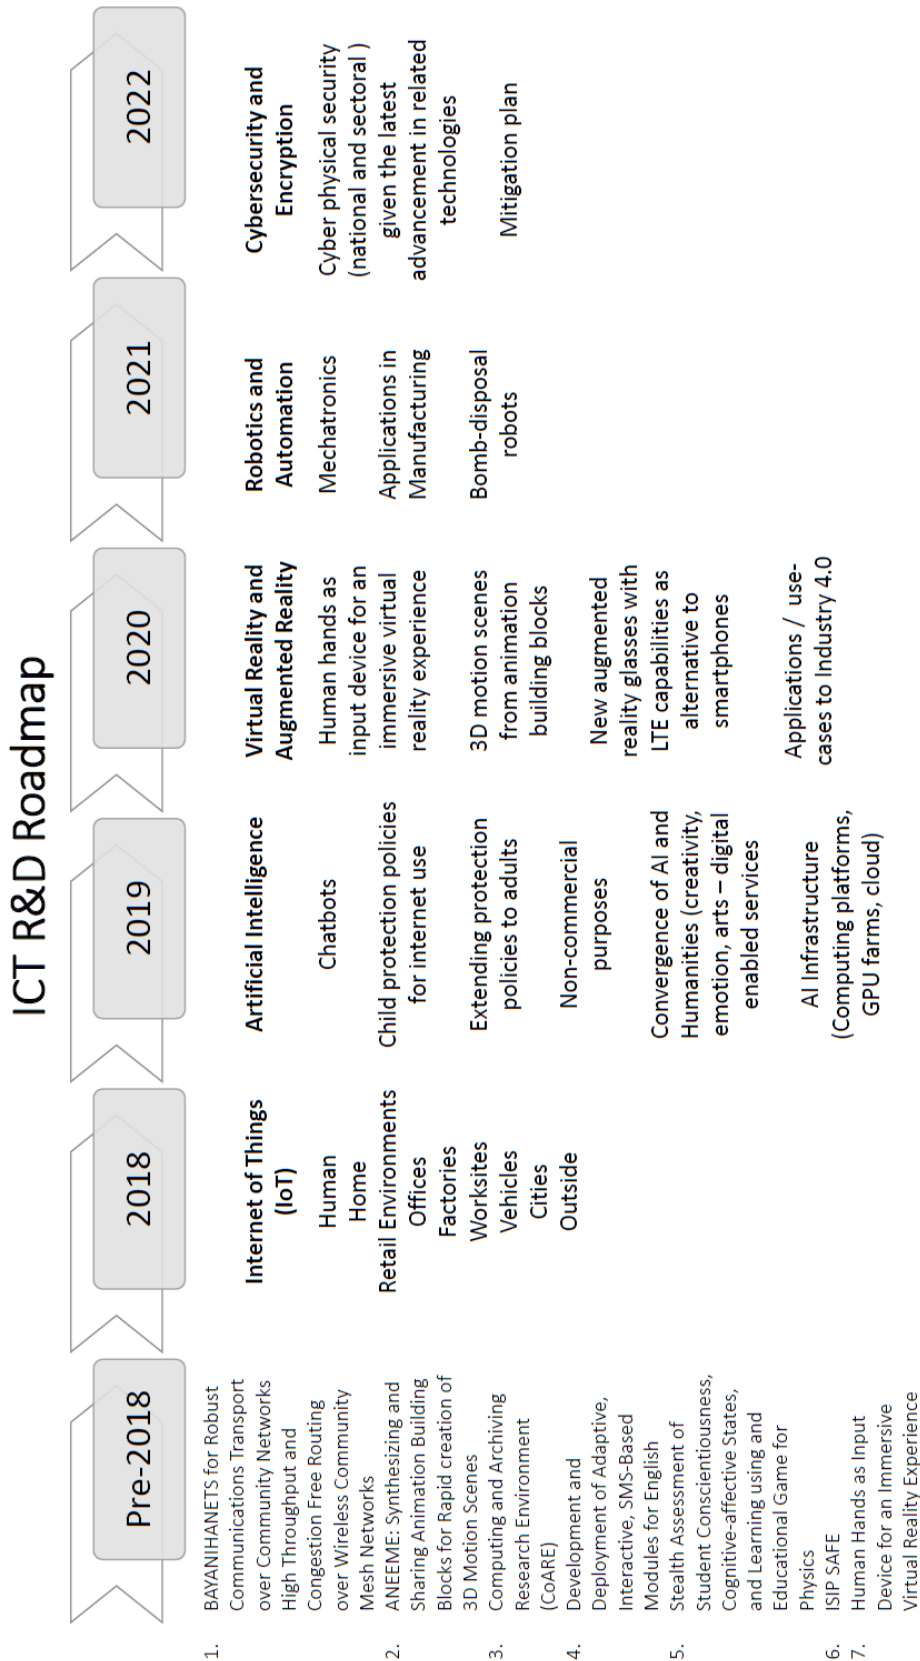 ICT R&D Roadmap
Pre-2018
1. BAYANIHANETS for Robust
Communications Transport
over Community Networks
High Throughput and
Congestion Free Routing
over Wireless Community
Mesh Networks
2. ANEEME: Synthesizing and
Sharing Animation Building
Blocks for Rapid creation of
3D Motion Scenes
3. Computing and Archiving
Research Environment
(CoARE)
4. Development and
Deployment of Adaptive,
Interactive, SMS-Based
Modules for English
5. Stealth Assessment of
Student Conscientiousness,
Cognitive-affective States,
and Learning using and
Educational Game for
Physics
6. ISIP SAFE
7. Human Hands as Input
Device for an Immersive
Virtual Reality Experience
2018
Internet of Things
(IoT)
Human
Home
Retail Environments
Offices
Factories
Worksites
Vehicles
Cities
Outside
2019
Artificial Intelligence
Chatbots
Child protection policies
for internet use
Extending protection
policies to adults
Non-commercial
purposes
Convergence of AI and
Humanities (creativity,
emotion, arts – digital
enabled services
AI Infrastructure
(Computing platforms,
GPU farms, cloud)
2020
Virtual Reality and
Augmented Reality
Human hands as
input device for an
immersive virtual
reality experience
3D motion scenes
from animation
building blocks
New augmented
reality glasses with
LTE capabilities as
alternative to
smartphones
Applications / use-
cases to Industry 4.0
2021
Robotics and
Automation
Mechatronics
Applications in
Manufacturing
Bomb-disposal
robots
2022
Cybersecurity and
Encryption
Cyber physical security
(national and sectoral )
given the latest
advancement in related
technologies
Mitigation plan